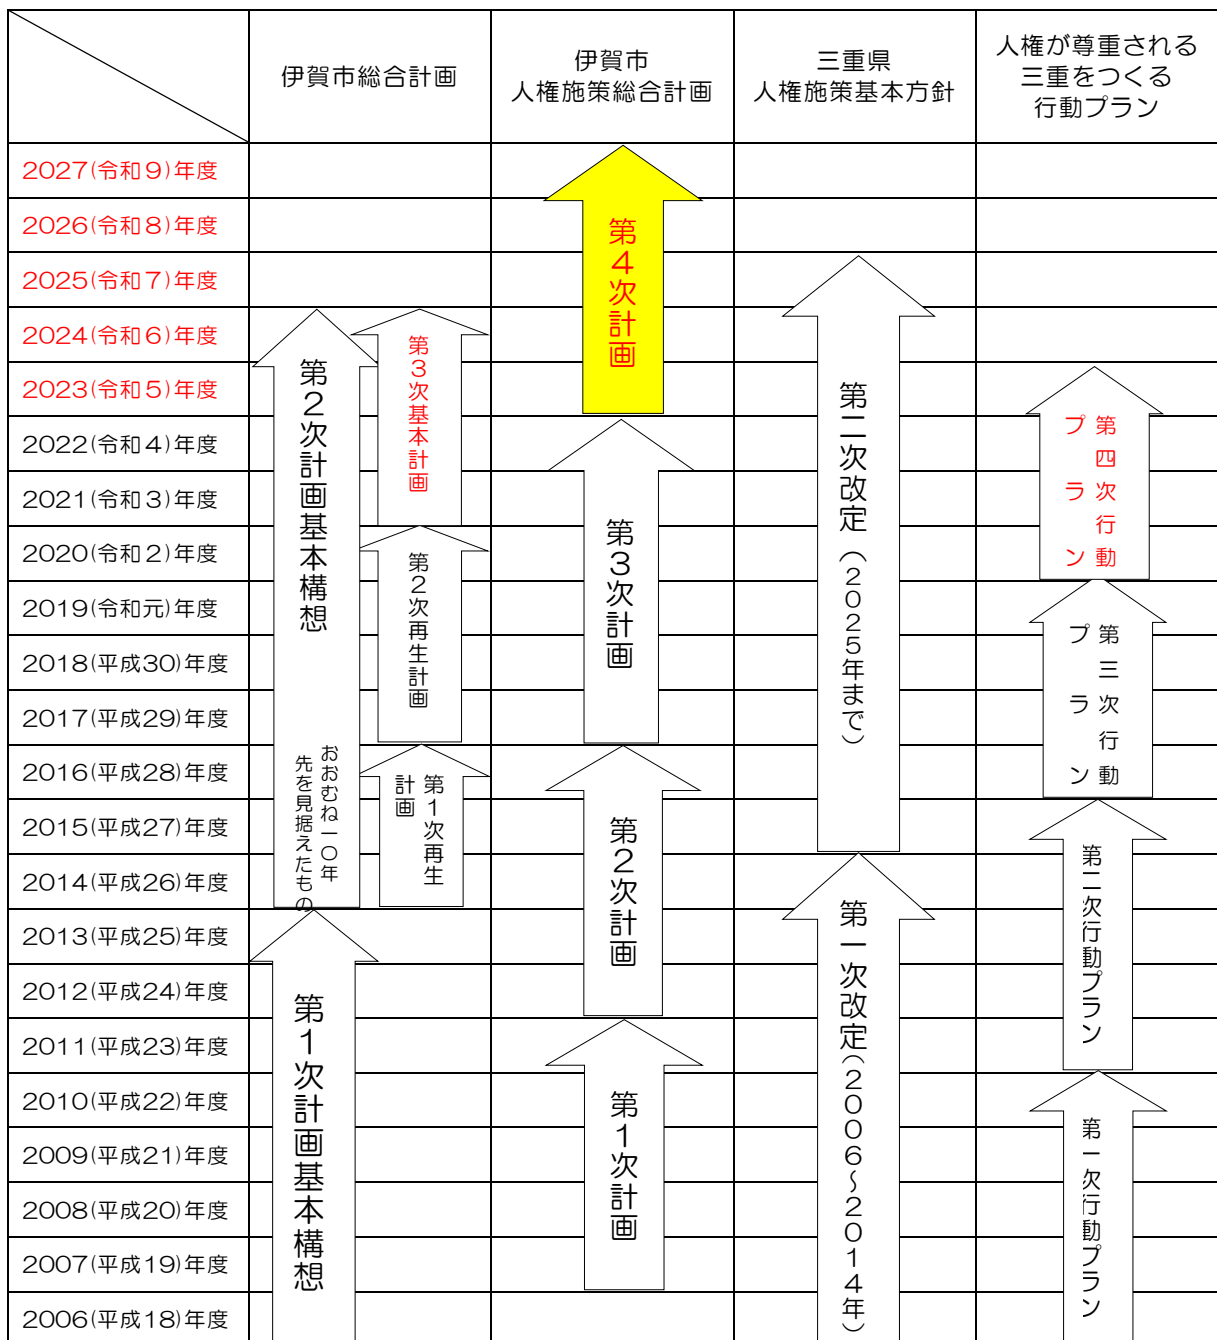 伊賀市総合計画
伊賀市
人権施策総合計画
三重県
人権施策基本方針
人権が尊重される
三重をつくる
行動プラン
2027(令和９)年度
2026(令和８)年度
2025(令和７)年度
2024(令和６)年度
2023(令和５)年度
2022(令和４)年度
2021(令和３)年度
2020(令和２)年度
2019(令和元)年度
2018(平成30)年度
2017(平成29)年度
2016(平成28)年度
2015(平成27)年度
2014(平成26)年度
2013(平成25)年度
2012(平成24)年度
2011(平成23)年度
2010(平成22)年度
2009(平成21)年度
2008(平成20)年度
2007(平成19)年度
2006(平成18)年度
第２次計画基本構想
おおむね一〇年
先を見据えたもの
第１次計画基本構想
第３次基本計画
第２次再生計画
第１次再生
計画
第４次計画
第３次計画
第２次計画
第１次計画
第二次改定（２０２５年まで）
第一次改定（２００６～２０１４年）
第四次行動
プラン
第三次行動
プラン
第二次行動プラン
第一次行動プラン